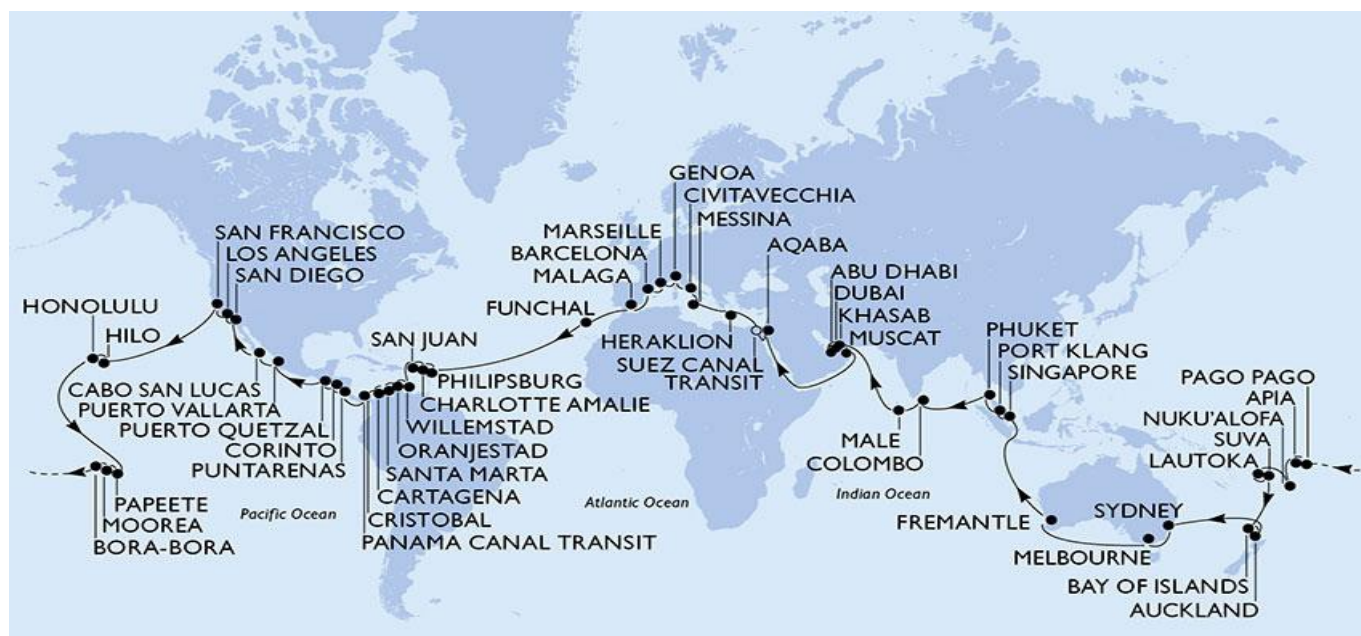 GENOA
CIVITAVECCHIA
MESSINA
MARSEILLE
BARCELONA
MALAGA
AQABA
SAN FRANCISCO
LOS ANGELES
SAN DIEGO
ABU DHABI
DUBAI
KHASAB
MUSCAT
HONOLULU
HILO
FUNCHAL
HERAKLION
SUEZ CANAL
TRANSIT
SAN JUAN
PHUKET
PORT KLANG
SINGAPORE
CABO SAN LUCAS
PUERTO VALLARTA
PUERTO QUETZAL
CORINTO
PUNTARENAS
PHILIPSBURG
CHARLOTTE AMALIE
WILLEMSTAD
ORANJESTAD
SANTA MARTA
CARTAGENA
CRISTOBAL
PANAMA CANAL TRANSIT
PAGO PAGO
APIA
NUKU'ALOFA
SUVA
LAUTOKA
MALE
COLOMBO
Indian Ocean
Atlantic Ocean
Pacific Ocean
PAPEETE
MOOREA
BORA-BORA
FREMANTLE
SYDNEY
MELBOURNE
BAY OF ISLANDS
AUCKLAND